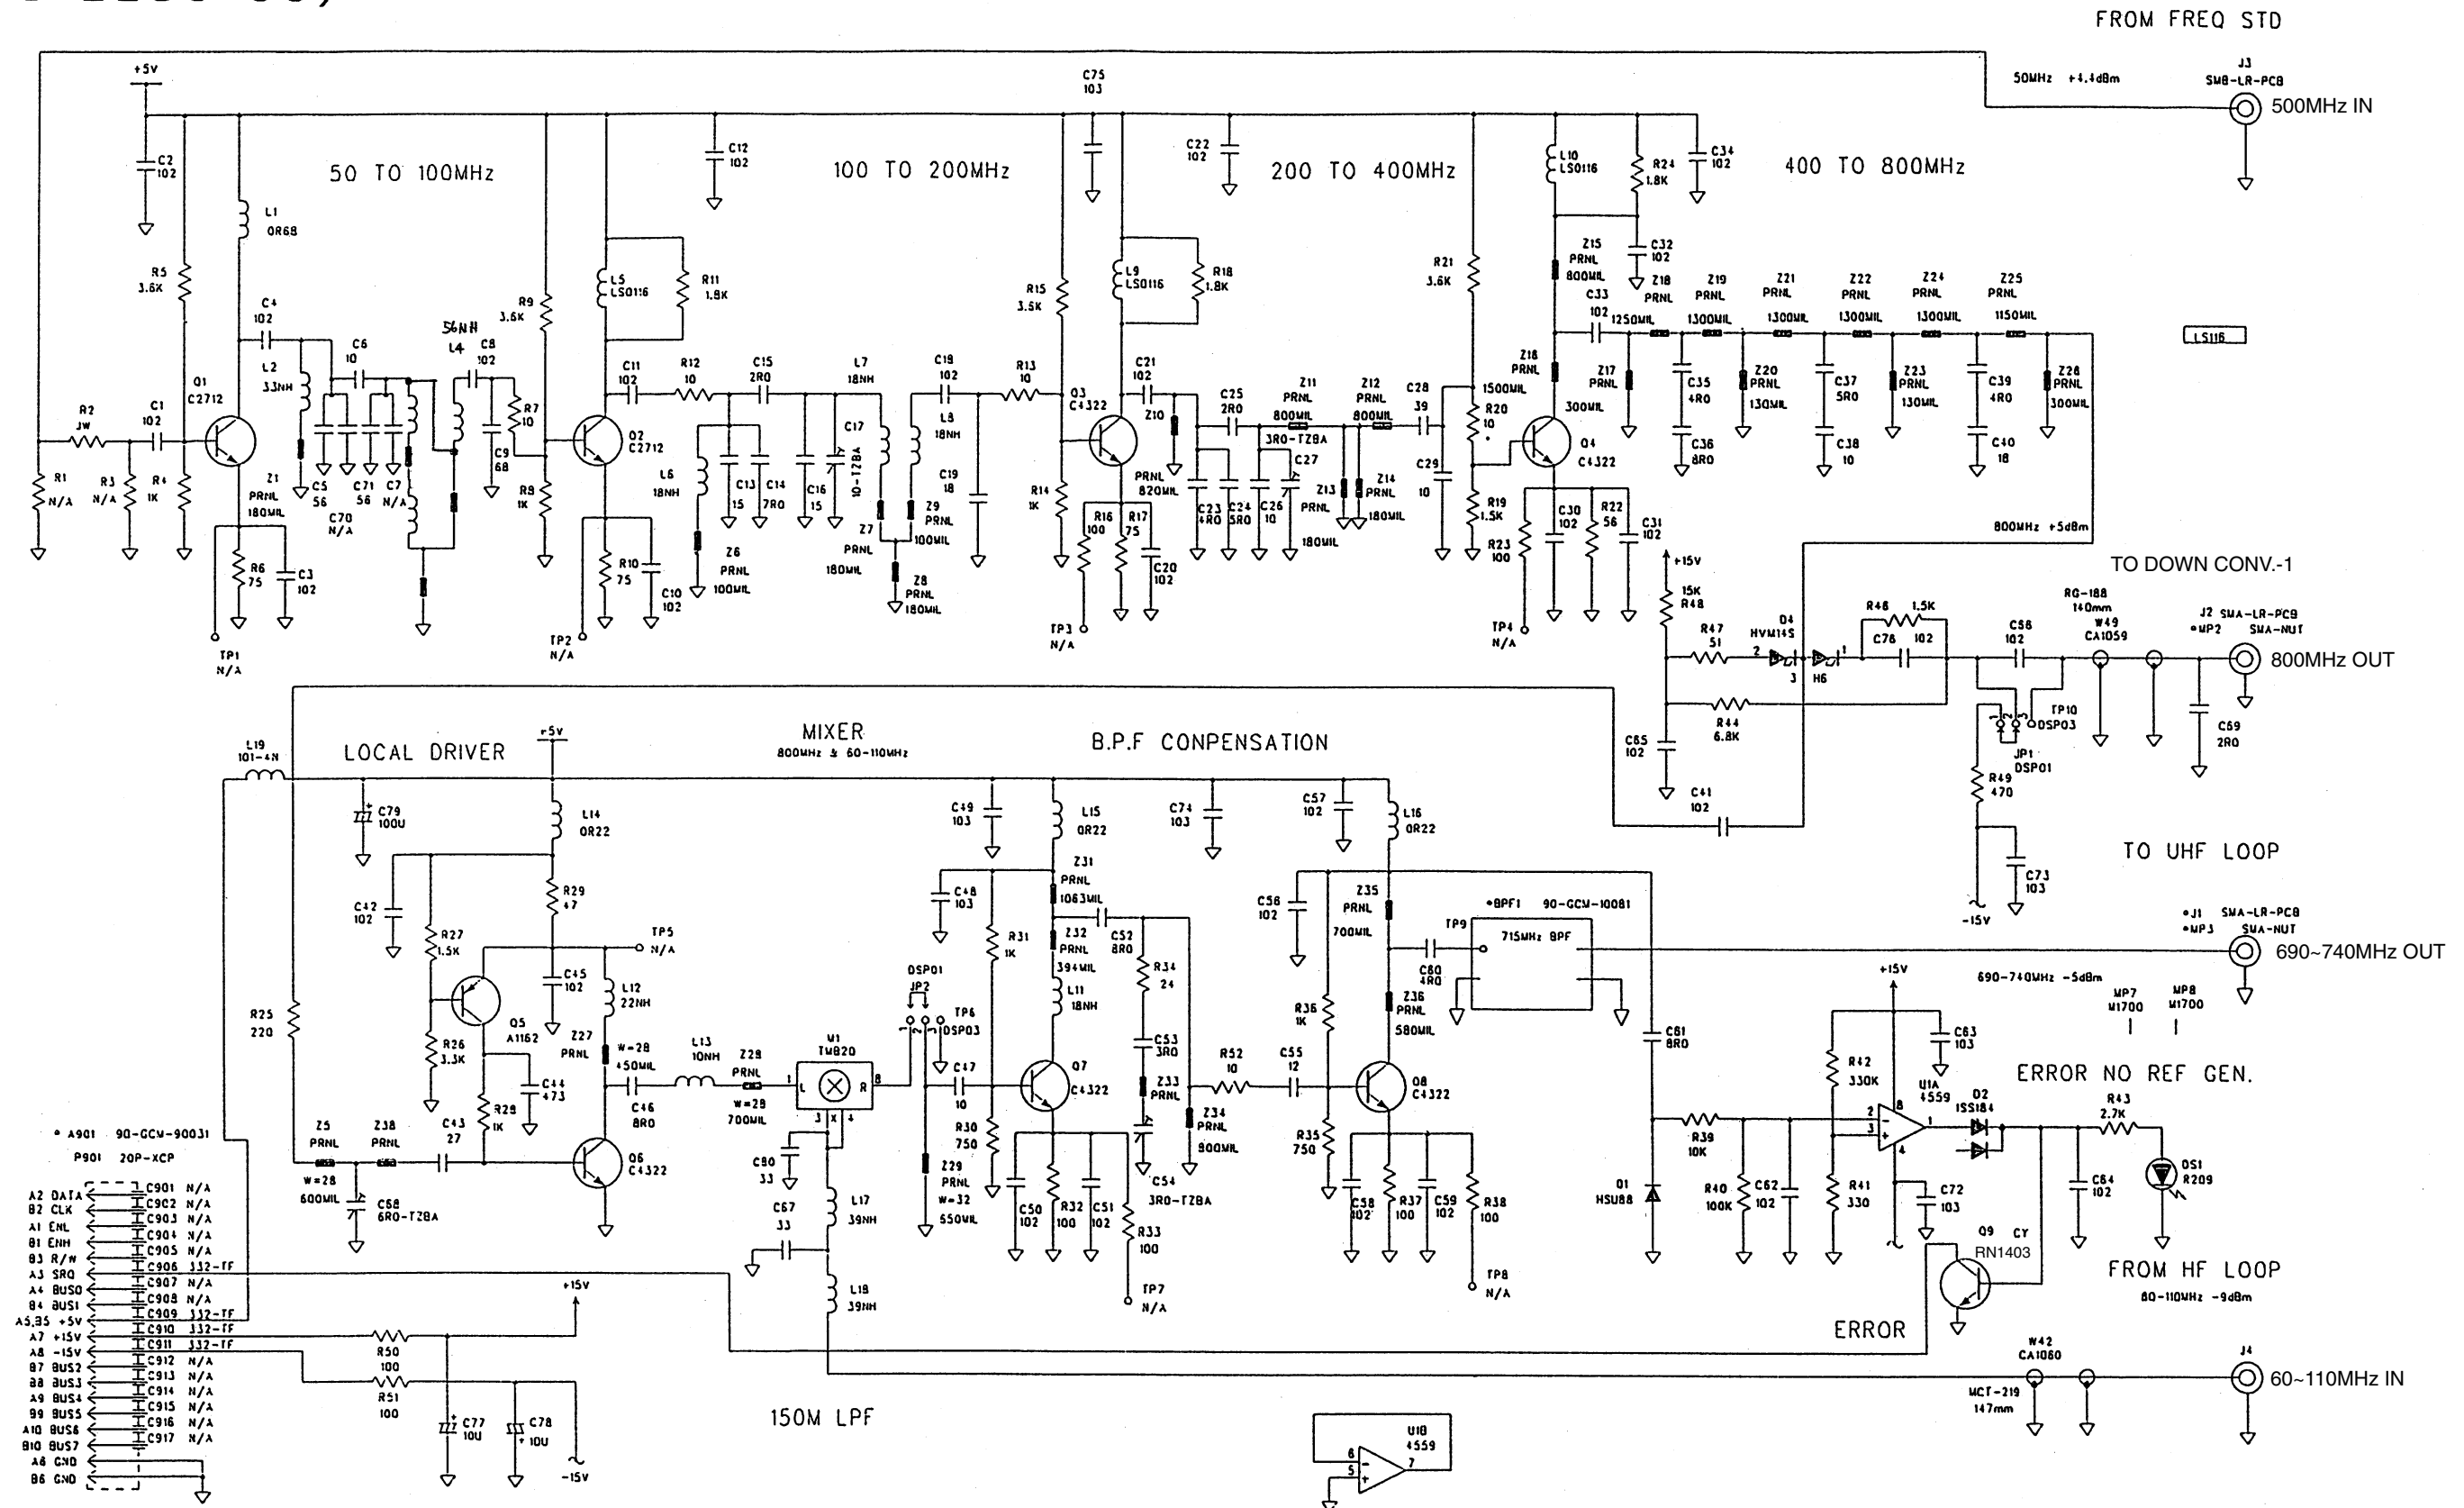 FROM FREQ STD
50MHz +4.4dBm
J3
SMB-LR-PCB
500MHz IN
+5V
C2
102
50 TO 100MHz
L1
0R68
C12
102
C75
103
100 TO 200MHz
C22
102
200 TO 400MHz
L10
LS0116
R24
1.8K
C34
102
400 TO 800MHz
R5
3.6K
C4
102
R9
3.6K
L5
LS0116
R11
1.8K
R15
3.6K
L9
LS0116
R18
1.8K
R21
3.6K
Z15
PRNL
800MIL
C32
102
C33
102
Z18
PRNL
1250MIL
Z19
PRNL
1300MIL
Z21
PRNL
1300MIL
Z22
PRNL
1300MIL
Z24
PRNL
1300MIL
Z25
PRNL
1150MIL
LS116
Q1
C2712
L2
33NH
C6
10
56NH
L4
C8
102
R7
10
C9
68
C11
102
R12
10
C15
2R0
L7
18NH
C18
102
L8
18NH
R13
10
Q3
C4322
C21
102
Z10
C25
2R0
Z11
PRNL
800MIL
Z12
PRNL
800MIL
C28
39
1500MIL
R20
10
Z16
PRNL
300MIL
Q4
C4322
Z17
PRNL
C35
4R0
C36
8R0
Z20
PRNL
130MIL
C37
5R0
C38
10
Z23
PRNL
130MIL
C39
4R0
C40
18
Z26
PRNL
300MIL
R2
JW
C1
102
R1
N/A
R3
N/A
R4
1K
Z1
PRNL
180MIL
C5
56
C71
56
C7
N/A
C70
N/A
Q2
C2712
R8
1K
L6
18NH
C13
15
C14
7R0
C16
15
C17
10-TZBA
Z7
PRNL
180MIL
Z9
PRNL
100MIL
C19
18
R14
1K
PRNL
820MIL
C23
4R0
C24
5R0
C26
10
3R0-TZBA
C27
Z13
PRNL
180MIL
Z14
PRNL
180MIL
C29
10
R19
1.5K
R23
100
C30
102
R22
56
C31
102
800MHz +5dBm
R6
75
C3
102
TP1
N/A
R10
75
C10
102
TP2
N/A
Z6
PRNL
100MIL
Z8
PRNL
180MIL
R16
100
R17
75
C20
102
TP3
N/A
TP4
N/A
+15V
15K
R48
R47
51
D4
HVM14S
2
3
1
H6
R46 1.5K
C76 102
TO DOWN CONV.-1
RG-188
140mm
W49
CA1059
C66
102
J2 SMA-LR-PCB
*MP2 SMA-NUT
800MHz OUT
R44
6.8K
C65
102
C41
102
1
2
3
TP10
DSP03
JP1
DSP01
R49
470
C69
2R0
C73
103
-15V
TO UHF LOOP
*J1 SMA-LR-PCB
*MP3 SMA-NUT
690~740MHz OUT
690-740MHz -5dBm
L19
101-4N
LOCAL DRIVER
+5V
MIXER
800MHz & 60-110MHz
B.P.F CONPENSATION
C79
100U
L14
0R22
C49
103
L15
0R22
C74
103
C57
102
L16
0R22
C42
102
R27
1.5K
R29
47
TP5
N/A
C45
102
L12
22NH
Q5
A1162
R26
3.3K
Z27
PRNL
W=28
450MIL
R25
220
R28
1K
C44
473
C46
8R0
L13
10NH
Z28
PRNL
W=28
700MIL
M1
TMB20
1
L
R
8
3
X
4
DSP01
JP2
1
2
3
TP6
DSP03
C48
103
R31
1K
Z31
PRNL
1063MIL
Z32
PRNL
394MIL
L11
18NH
C52
8R0
R34
24
C53
3R0
Z33
PRNL
C47
10
Q7
C4322
R30
750
Z29
PRNL
W=32
550MIL
C54
3R0-TZBA
Z34
PRNL
900MIL
R52
10
C55
12
C56
102
R36
1K
Z35
PRNL
700MIL
Z36
PRNL
580MIL
C60
4R0
TP9
*BPF1 90-GCM-10081
715MHz BPF
Q8
C4322
R35
750
C61
8R0
D1
HSU88
R39
10K
R40
100K
C62
102
R42
330K
R41
330
+15V
C63
103
U1A
4559
2
3
8
4
1
D2
1SS184
C72
103
MP7
M1700
MP8
M1700
ERROR NO REF GEN.
R43
2.7K
C64
102
DS1
R209
Q9 CY
RN1403
* A901 90-GCM-90031
P901 20P-XCP
Z5
PRNL
W=28
600MIL
Z38
PRNL
C43
27
C68
6R0-TZBA
Q6
C4322
C80
33
C67
33
L17
39NH
L18
39NH
C50
102
R32
100
C51
102
R33
100
TP7
N/A
C58
102
R37
100
C59
102
R38
100
TP8
N/A
A2 DATA C901 N/A
B2 CLK C902 N/A
A1 ENL C903 N/A
B1 ENH C904 N/A
B3 R/W C905 N/A
A3 SRQ C906 332-TF
A4 BUS0 C907 N/A
B4 BUS1 C908 N/A
A5,B5 +5V C909 332-TF
A7 +15V C910 332-TF
A8 -15V C911 332-TF
B7 BUS2 C912 N/A
B8 BUS3 C913 N/A
A9 BUS4 C914 N/A
B9 BUS5 C915 N/A
A10 BUS6 C916 N/A
B10 BUS7 C917 N/A
A6 GND
B6 GND
R50
100
R51
100
+15V
C77
10U
C78
10U
-15V
150M LPF
FROM HF LOOP
80-110MHz -9dBm
ERROR
W42
CA1060
MCT-219
147mm
J4
60~110MHz IN
U1B
4559
6
5
7